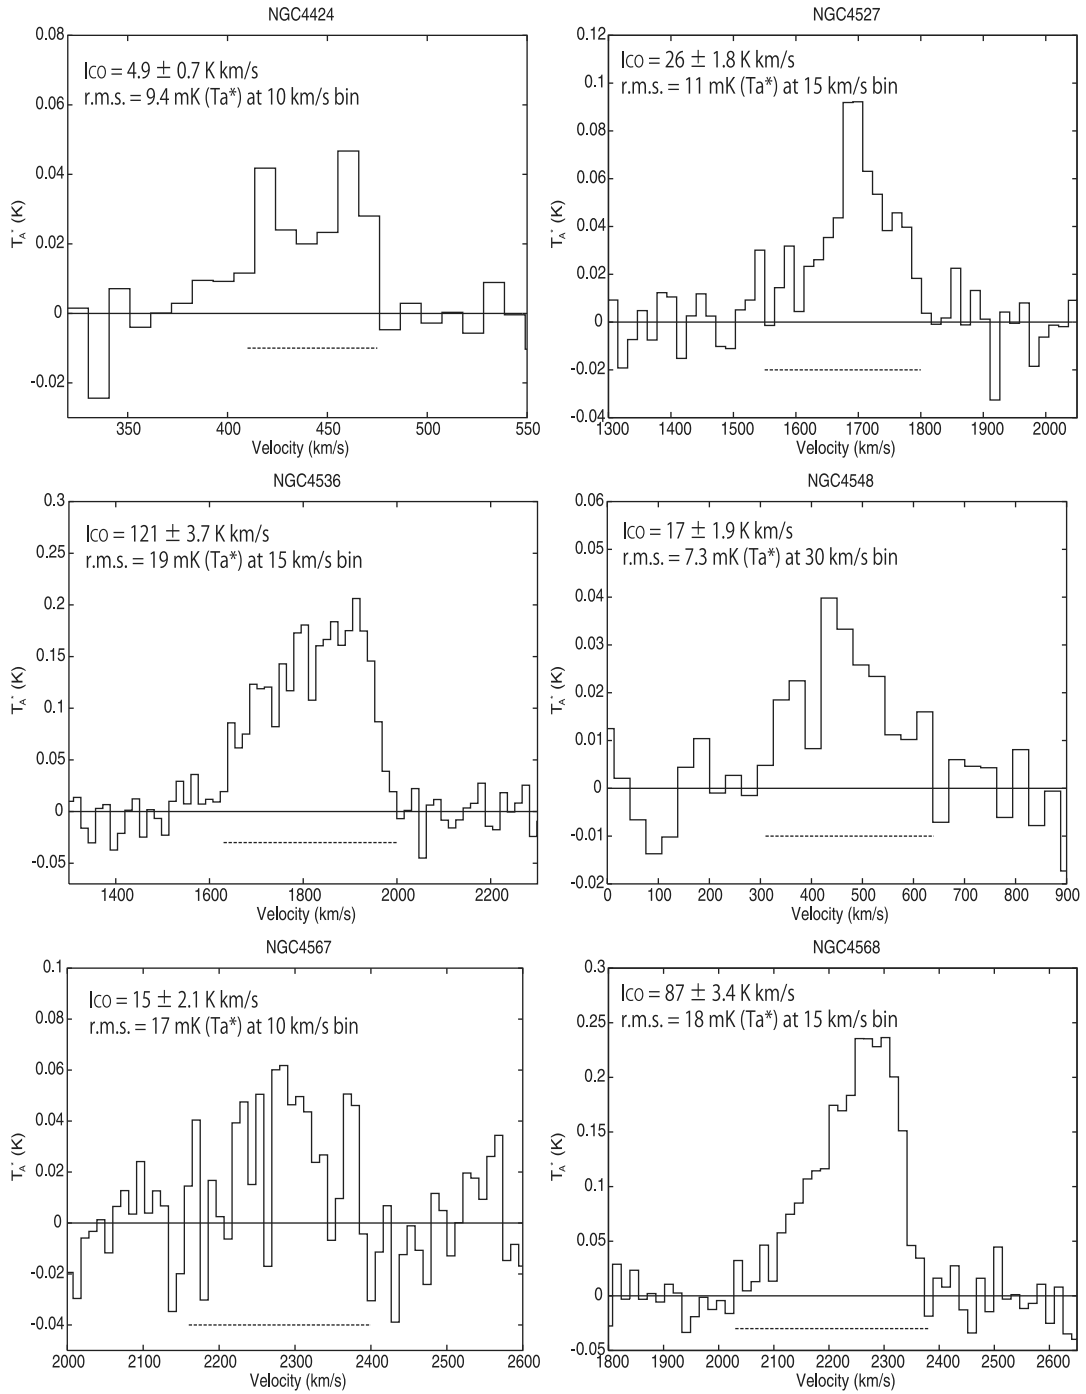 NGC4424
Ico = 4.9 ± 0.7 K km/s
r.m.s. = 9.4 mK (Ta*) at 10 km/s bin
0.08
0.06
0.04
0.02
0
-0.02
T_A^* (K)
350 400 450 500 550
Velocity (km/s)
NGC4527
Ico = 26 ± 1.8 K km/s
r.m.s. = 11 mK (Ta*) at 15 km/s bin
0.12
0.1
0.08
0.06
0.04
0.02
0
-0.02
-0.04
T_A^* (K)
1300 1400 1500 1600 1700 1800 1900 2000
Velocity (km/s)
NGC4536
Ico = 121 ± 3.7 K km/s
r.m.s. = 19 mK (Ta*) at 15 km/s bin
0.3
0.25
0.2
0.15
0.1
0.05
0
-0.05
T_A^* (K)
1400 1600 1800 2000 2200
Velocity (km/s)
NGC4548
Ico = 17 ± 1.9 K km/s
r.m.s. = 7.3 mK (Ta*) at 30 km/s bin
0.06
0.05
0.04
0.03
0.02
0.01
0
-0.01
-0.02
T_A^* (K)
0 100 200 300 400 500 600 700 800 900
Velocity (km/s)
NGC4567
Ico = 15 ± 2.1 K km/s
r.m.s. = 17 mK (Ta*) at 10 km/s bin
0.1
0.08
0.06
0.04
0.02
0
-0.02
-0.04
T_A^* (K)
2000 2100 2200 2300 2400 2500 2600
Velocity (km/s)
NGC4568
Ico = 87 ± 3.4 K km/s
r.m.s. = 18 mK (Ta*) at 15 km/s bin
0.3
0.25
0.2
0.15
0.1
0.05
0
-0.05
T_A^* (K)
1800 1900 2000 2100 2200 2300 2400 2500 2600
Velocity (km/s)